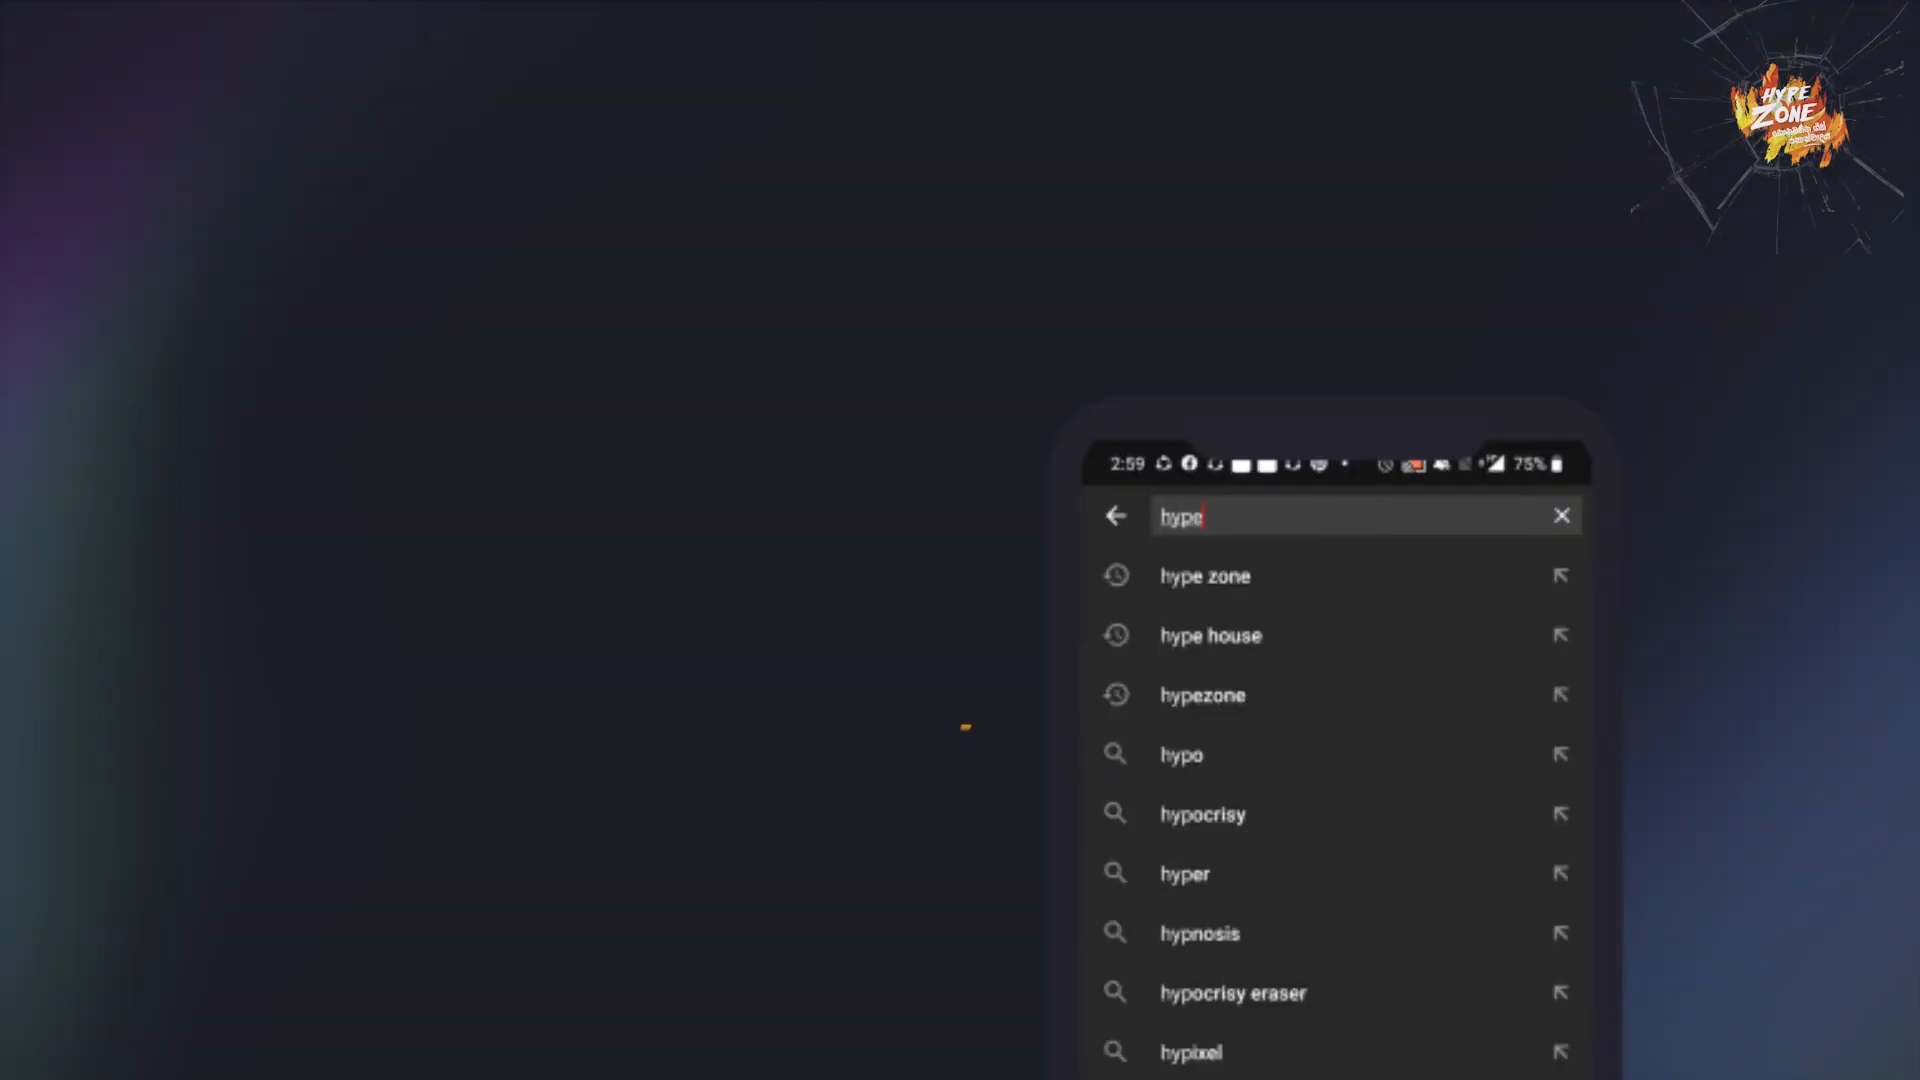 HYPE
ZONE
2:59
75%
hype
hype zone
hype house
hypezone
hypo
hypocrisy
hyper
hypnosis
hypocrisy eraser
hypixel